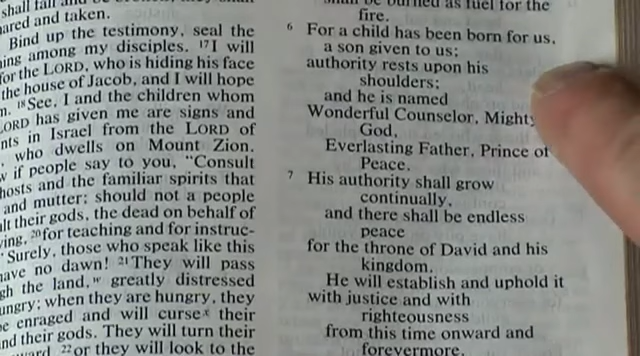 shall fall and be broken; they shall
ared and taken.
Bind up the testimony, seal the
ing among my disciples. 17I will
for the LORD, who is hiding his face
the house of Jacob, and I will hope
n. 18See, I and the children whom
LORD has given me are signs and
nts in Israel from the LORD of
, who dwells on Mount Zion.
w if people say to you, "Consult
hosts and the familiar spirits that
and mutter; should not a people
lt their gods, the dead on behalf of
ving, 20for teaching and for instruc-
Surely, those who speak like this
have no dawn! 21They will pass
gh the land,w greatly distressed
ungry; when they are hungry, they
be enraged and will cursex their
and their gods. They will turn their
ward, 22or they will look to the
shall be burned as fuel for the
fire.
6 For a child has been born for us,
a son given to us;
authority rests upon his
shoulders;
and he is named
Wonderful Counselor, Mighty
God,
Everlasting Father, Prince of
Peace.
7 His authority shall grow
continually,
and there shall be endless
peace
for the throne of David and his
kingdom.
He will establish and uphold it
with justice and with
righteousness
from this time onward and
forevermore.